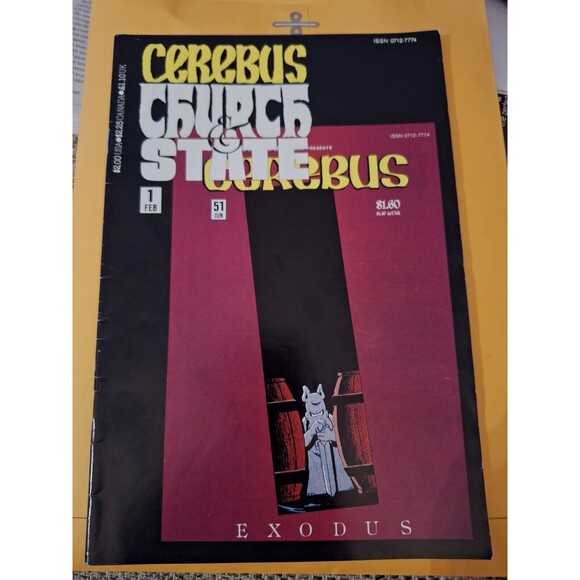 ISSN 0712-7774
CEREBUS
CHURCH
&
STATE
$2.00 USA●$2.25 CANADA●£1.10 UK
1
FEB
ISSN 0712-7774
PRESENTS
CEREBUS
51
JUN
$1.60
EXODUS